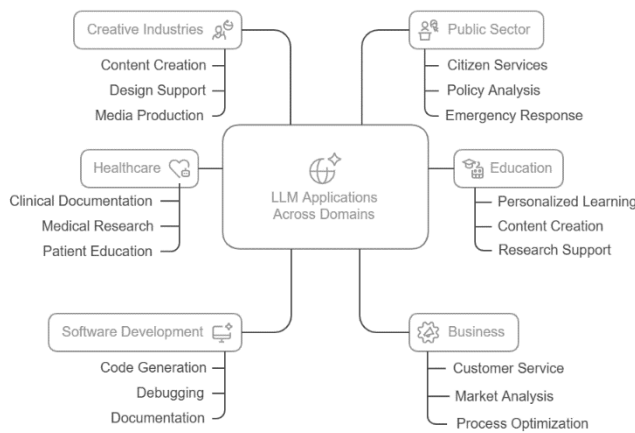 Creative Industries
Content Creation
Design Support
Media Production
Public Sector
Citizen Services
Policy Analysis
Emergency Response
LLM Applications
Across Domains
Healthcare
Clinical Documentation
Medical Research
Patient Education
Education
Personalized Learning
Content Creation
Research Support
Software Development
Code Generation
Debugging
Documentation
Business
Customer Service
Market Analysis
Process Optimization